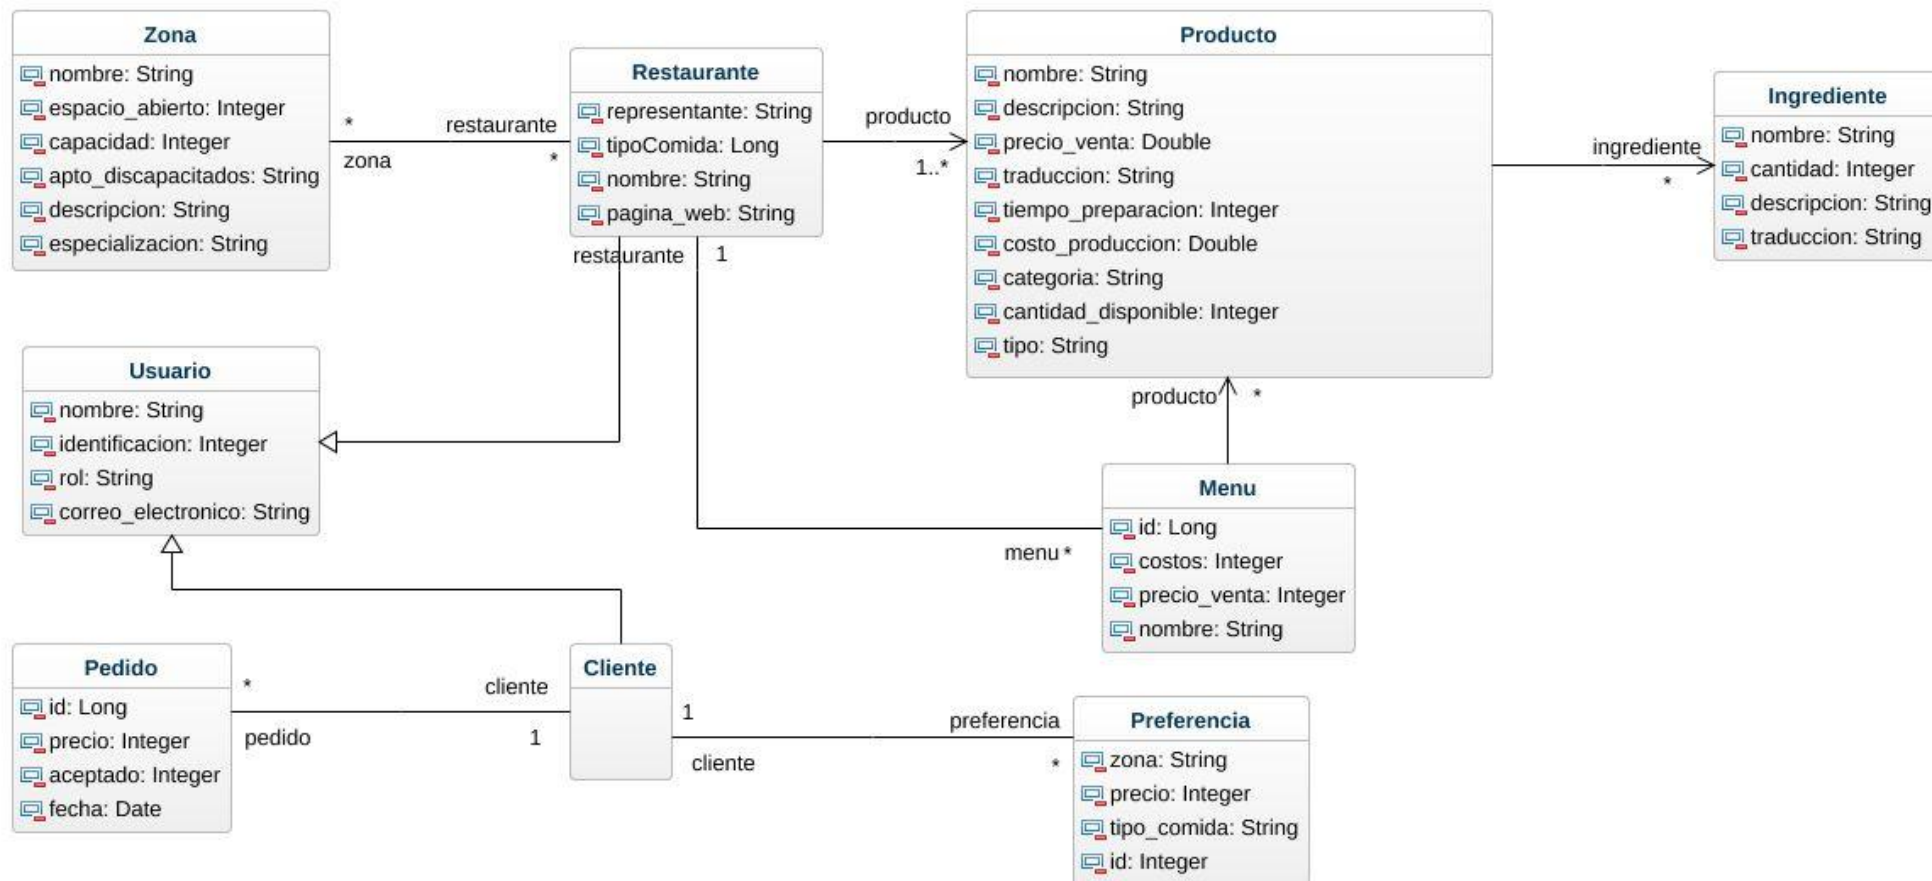 Zona
nombre: String
espacio_abierto: Integer
capacidad: Integer
apto_discapacitados: String
descripcion: String
especializacion: String
*
zona
restaurante
*
Restaurante
representante: String
tipoComida: Long
nombre: String
pagina_web: String
restaurante
1
producto
1..*
Producto
nombre: String
descripcion: String
precio_venta: Double
traduccion: String
tiempo_preparacion: Integer
costo_produccion: Double
categoria: String
cantidad_disponible: Integer
tipo: String
ingrediente
*
Ingrediente
nombre: String
cantidad: Integer
descripcion: String
traduccion: String
producto
*
Usuario
nombre: String
identificacion: Integer
rol: String
correo_electronico: String
menu *
Menu
id: Long
costos: Integer
precio_venta: Integer
nombre: String
Pedido
id: Long
precio: Integer
aceptado: Integer
fecha: Date
*
pedido
cliente
1
Cliente
1
cliente
preferencia
*
Preferencia
zona: String
precio: Integer
tipo_comida: String
id: Integer